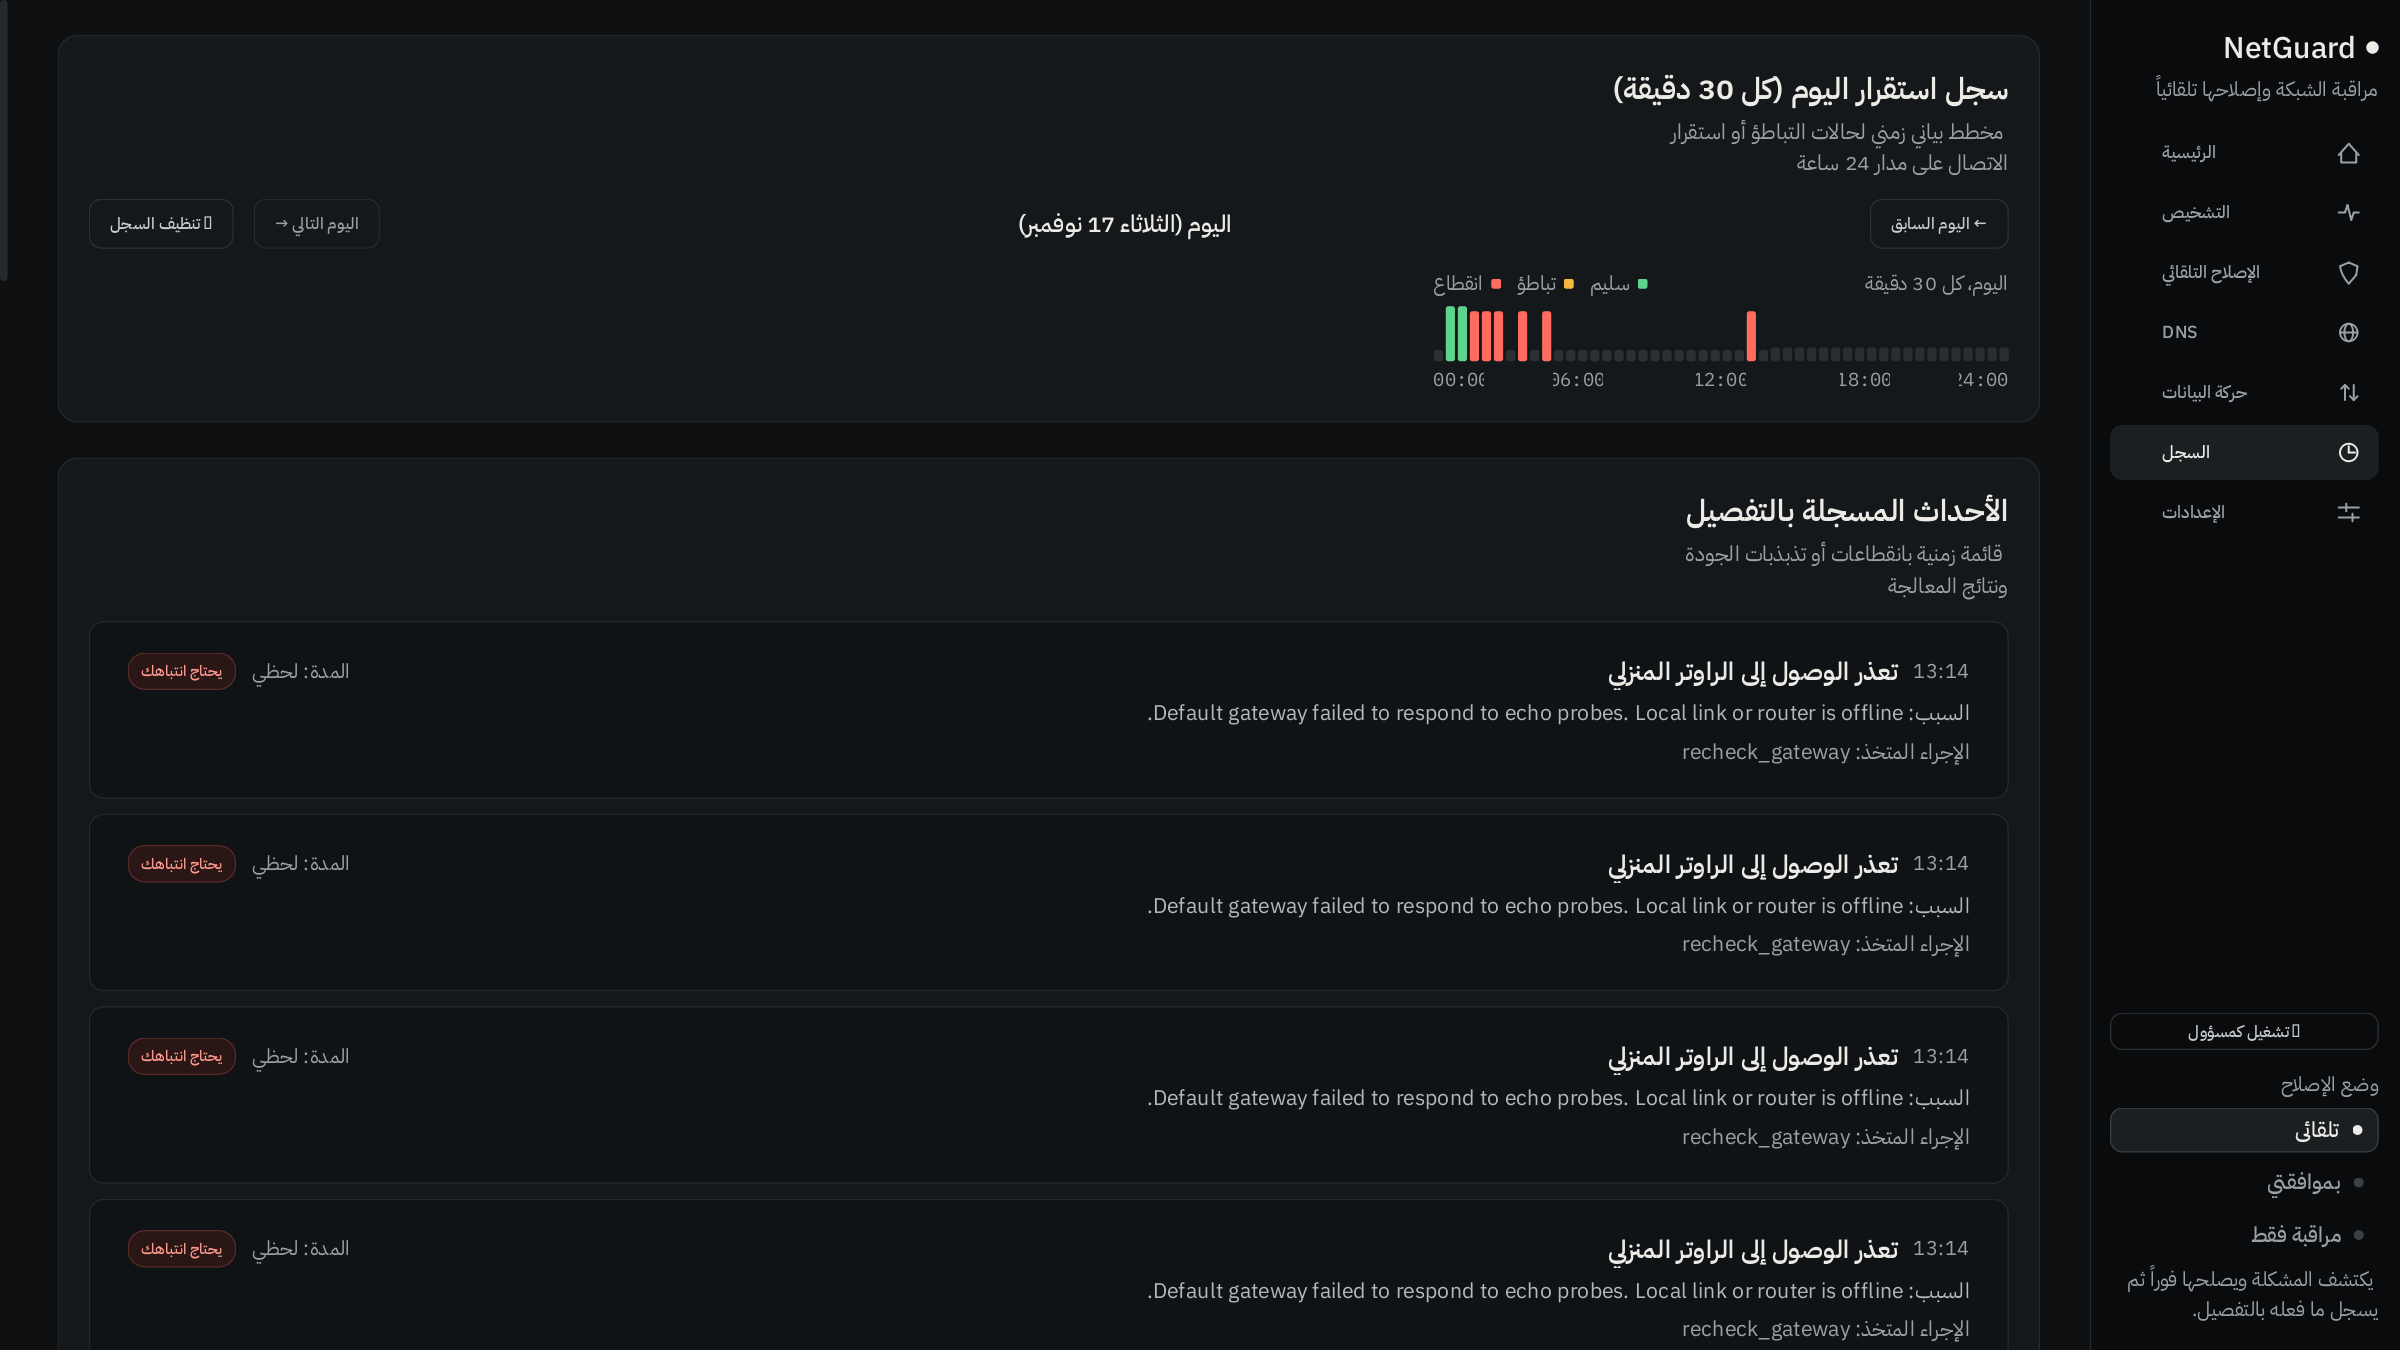 NetGuard
مراقبة الشبكة وإصلاحها تلقائياً
الرئيسية
التشخيص
الإصلاح التلقائي
DNS
حركة البيانات
السجل
الإعدادات
تشغيل كمسؤول
وضع الإصلاح
تلقائي
بموافقتي
مراقبة فقط
يكتشف المشكلة ويصلحها فوراً ثم
يسجل ما فعله بالتفصيل.
سجل استقرار اليوم (كل 30 دقيقة)
مخطط بياني زمني لحالات التباطؤ أو استقرار
الاتصال على مدار 24 ساعة
← اليوم السابق
اليوم (الثلاثاء 17 نوفمبر)
اليوم التالي →
تنظيف السجل
اليوم، كل 30 دقيقة
سليم تباطؤ انقطاع
00:00 06:00 12:00 18:00 24:00
الأحداث المسجلة بالتفصيل
قائمة زمنية بانقطاعات أو تذبذبات الجودة
ونتائج المعالجة
13:14 تعذر الوصول إلى الراوتر المنزلي
المدة: لحظي يحتاج انتباهك
السبب: Default gateway failed to respond to echo probes. Local link or router is offline.
الإجراء المتخذ: recheck_gateway
13:14 تعذر الوصول إلى الراوتر المنزلي
المدة: لحظي يحتاج انتباهك
السبب: Default gateway failed to respond to echo probes. Local link or router is offline.
الإجراء المتخذ: recheck_gateway
13:14 تعذر الوصول إلى الراوتر المنزلي
المدة: لحظي يحتاج انتباهك
السبب: Default gateway failed to respond to echo probes. Local link or router is offline.
الإجراء المتخذ: recheck_gateway
13:14 تعذر الوصول إلى الراوتر المنزلي
المدة: لحظي يحتاج انتباهك
السبب: Default gateway failed to respond to echo probes. Local link or router is offline.
الإجراء المتخذ: recheck_gateway